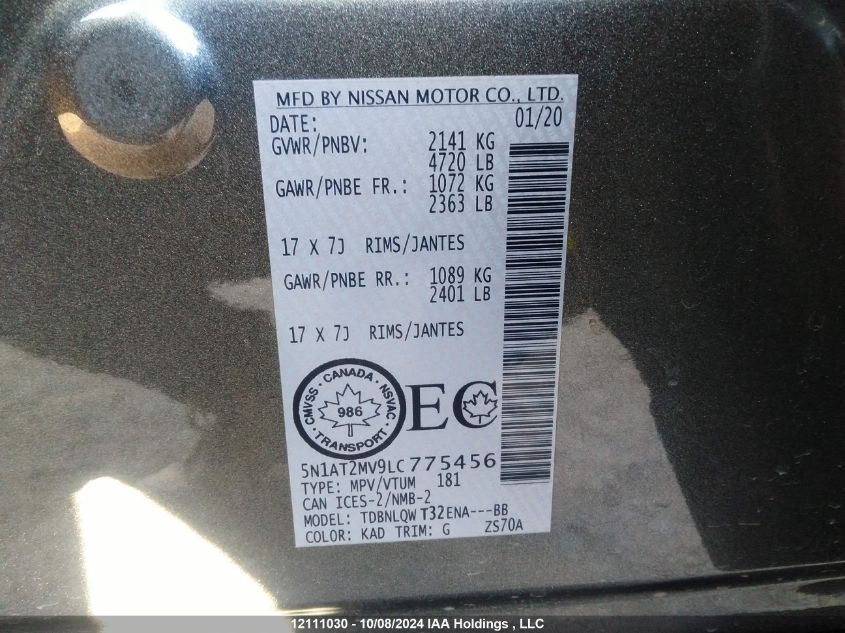 MFD BY NISSAN MOTOR CO., LTD.
DATE: 01/20
GVWR/PNBV: 2141 KG
4720 LB
GAWR/PNBE FR.: 1072 KG
2363 LB
17 X 7J RIMS/JANTES
GAWR/PNBE RR.: 1089 KG
2401 LB
17 X 7J RIMS/JANTES
CMVSS · CANADA · NSVAC
986
TRANSPORT
EC
5N1AT2MV9LC775456
TYPE: MPV/VTUM 181
CAN ICES-2/NMB-2
MODEL: TDBNLQW T32ENA---BB
COLOR: KAD TRIM: G ZS70A
12111030 - 10/08/2024 IAA Holdings , LLC